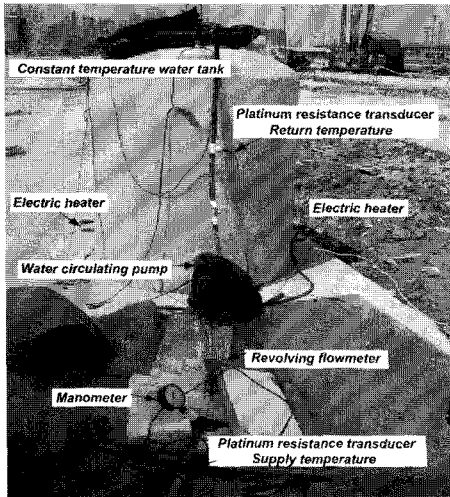 Constant temperature water tank
Platinum resistance transducer
Return temperature
Electric heater
Electric heater
Water circulating pump
Revolving flowmeter
Manometer
Platinum resistance transducer
Supply temperature